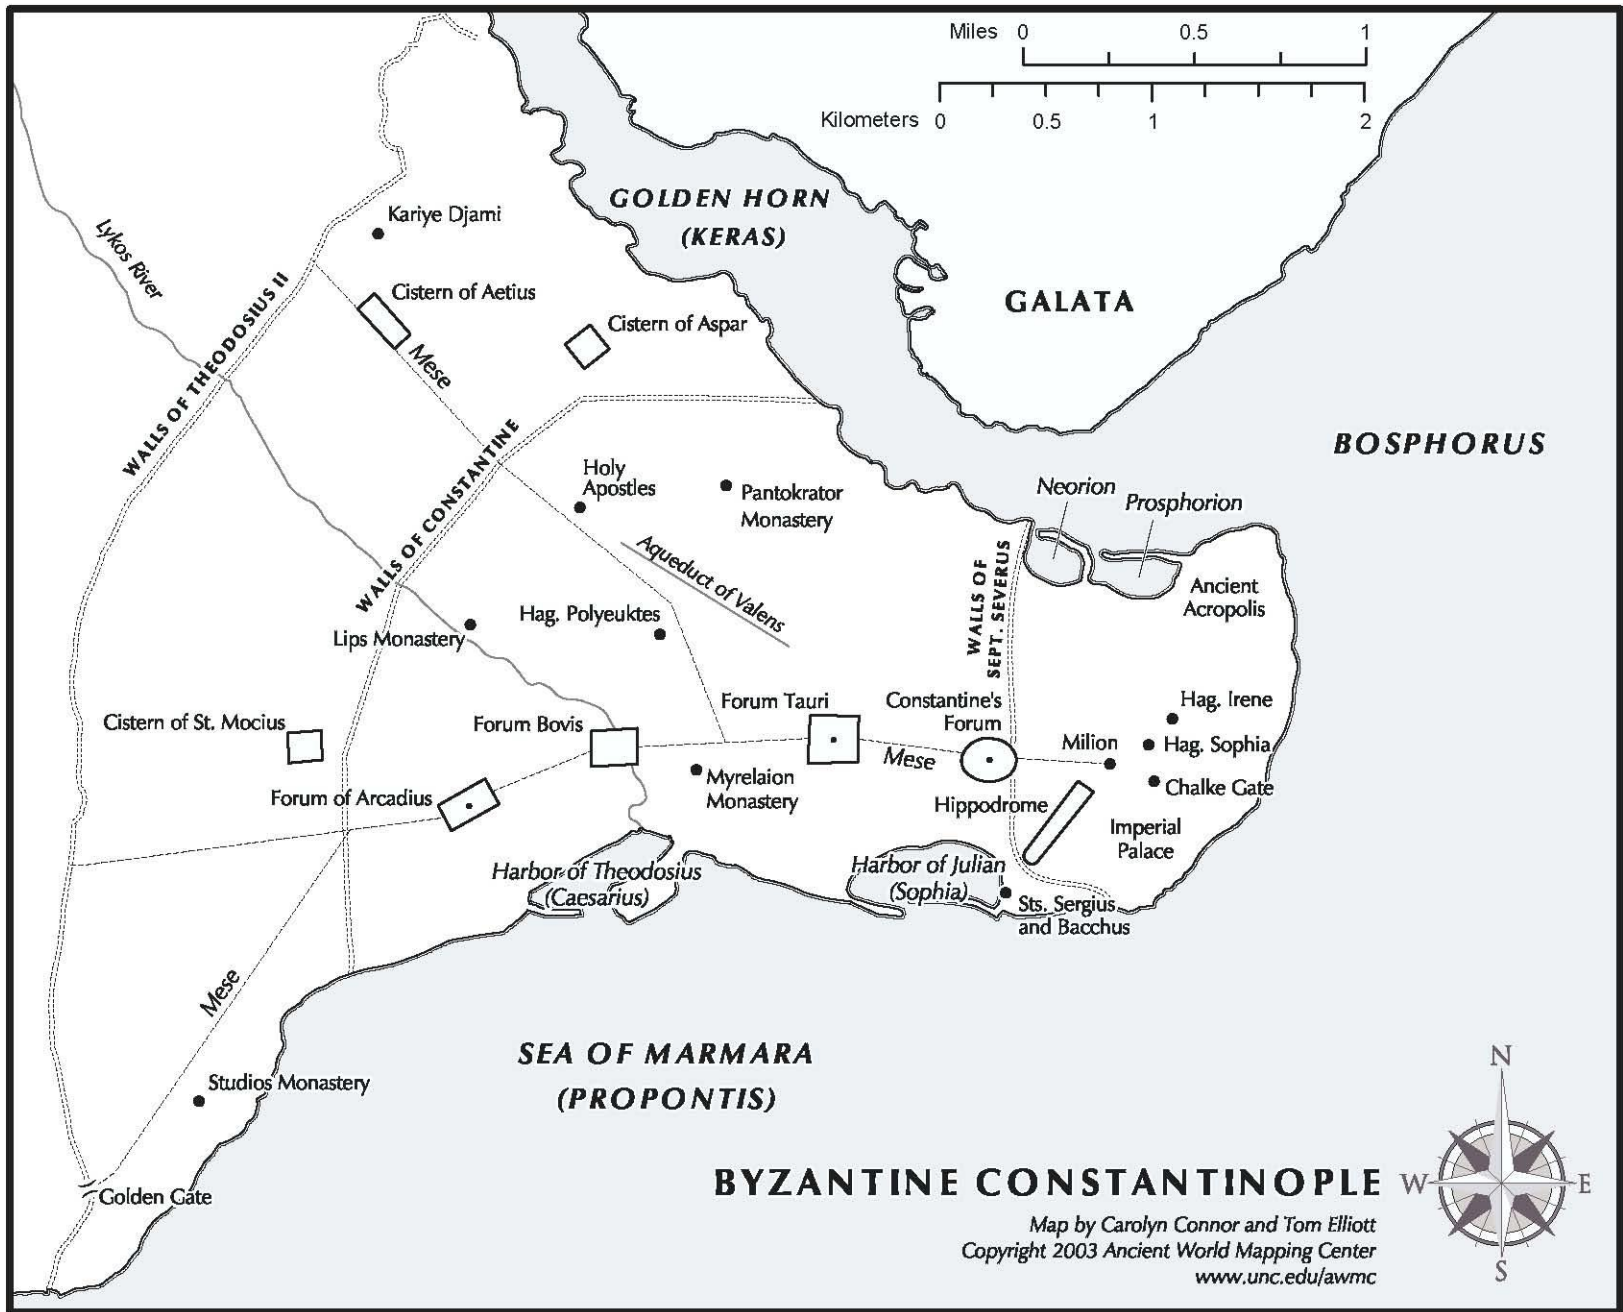 Miles 0 0.5 1
Kilometers 0 0.5 1 2
GOLDEN HORN
(KERAS)
GALATA
BOSPHORUS
Kariye Djami
Lykos River
WALLS OF THEODOSIUS II
Cistern of Aetius
Cistern of Aspar
Mese
WALLS OF CONSTANTINE
Holy
Apostles
Pantokrator
Monastery
Neorion
Prosphorion
Aqueduct of Valens
WALLS OF
SEPT. SEVERUS
Ancient
Acropolis
Hag. Polyeuktes
Lips Monastery
Cistern of St. Mocius
Forum Bovis
Forum Tauri
Constantine's
Forum
Hag. Irene
Milion
Hag. Sophia
Mese
Chalke Gate
Myrelaion
Monastery
Forum of Arcadius
Hippodrome
Imperial
Palace
Harbor of Theodosius
(Caesarius)
Harbor of Julian
(Sophia)
Sts. Sergius
and Bacchus
Mese
Studios Monastery
Golden Gate
SEA OF MARMARA
(PROPONTIS)
BYZANTINE CONSTANTINOPLE
Map by Carolyn Connor and Tom Elliott
Copyright 2003 Ancient World Mapping Center
www.unc.edu/awmc
N
W E
S